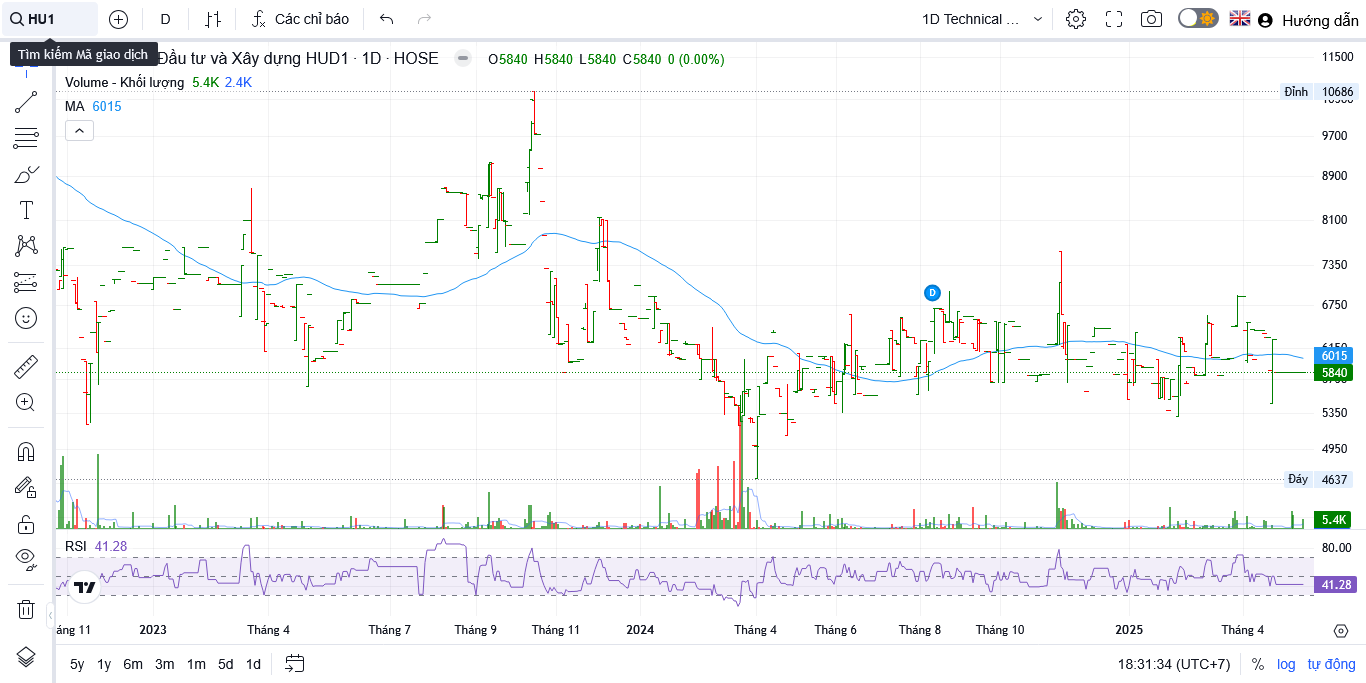 HU1 D Các chỉ báo 1D Technical ... Hướng dẫn
Tìm kiếm Mã giao dịch
Đầu tư và Xây dựng HUD1 · 1D · HOSE O5840 H5840 L5840 C5840 0 (0.00%)
Volume - Khối lượng 5.4K 2.4K
MA 6015
11500
Đỉnh 10686
9700
8900
8100
7350
6750
D
6015
5840
5350
4950
Đáy 4637
5.4K
RSI 41.28
80.00
41.28
áng 11 2023 Tháng 4 Tháng 7 Tháng 9 Tháng 11 2024 Tháng 4 Tháng 6 Tháng 8 Tháng 10 2025 Tháng 4
5y 1y 6m 3m 1m 5d 1d 18:31:34 (UTC+7) % log tự động